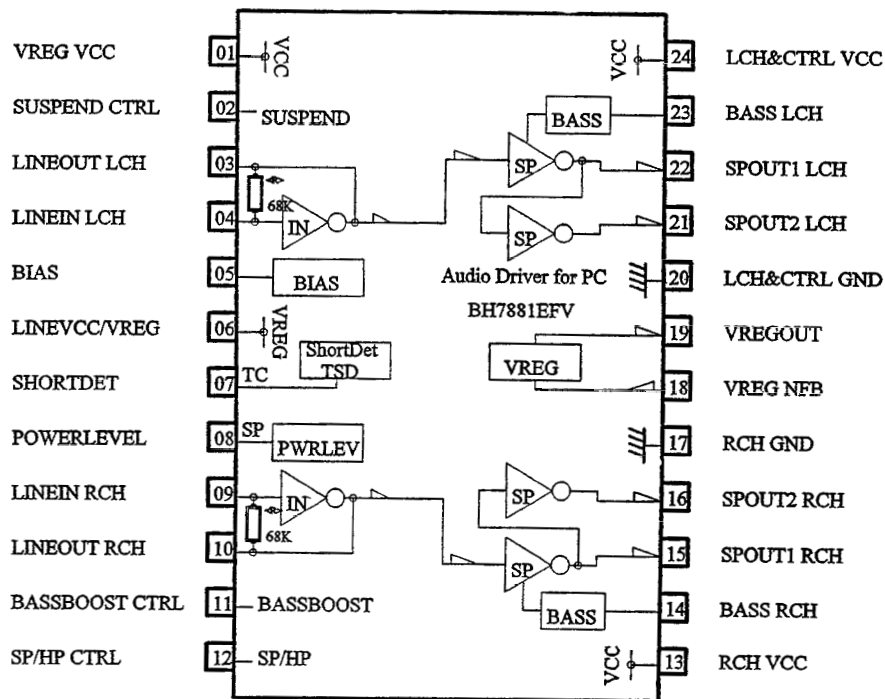 VREG VCC 01 VCC VCC 24 LCH&CTRL VCC
SUSPEND CTRL 02 SUSPEND BASS 23 BASS LCH
LINEOUT LCH 03 SP 22 SPOUT1 LCH
68K
LINEIN LCH 04 IN SP 21 SPOUT2 LCH
BIAS 05 BIAS Audio Driver for PC 20 LCH&CTRL GND
BH7881EFV
LINEVCC/VREG 06 VREG 19 VREGOUT
ShortDet
TSD
VREG
SHORTDET 07 TC 18 VREG NFB
POWERLEVEL 08 SP PWRLEV 17 RCH GND
LINEIN RCH 09 IN SP 16 SPOUT2 RCH
68K
LINEOUT RCH 10 SP 15 SPOUT1 RCH
BASSBOOST CTRL 11 BASSBOOST BASS 14 BASS RCH
SP/HP CTRL 12 SP/HP VCC 13 RCH VCC